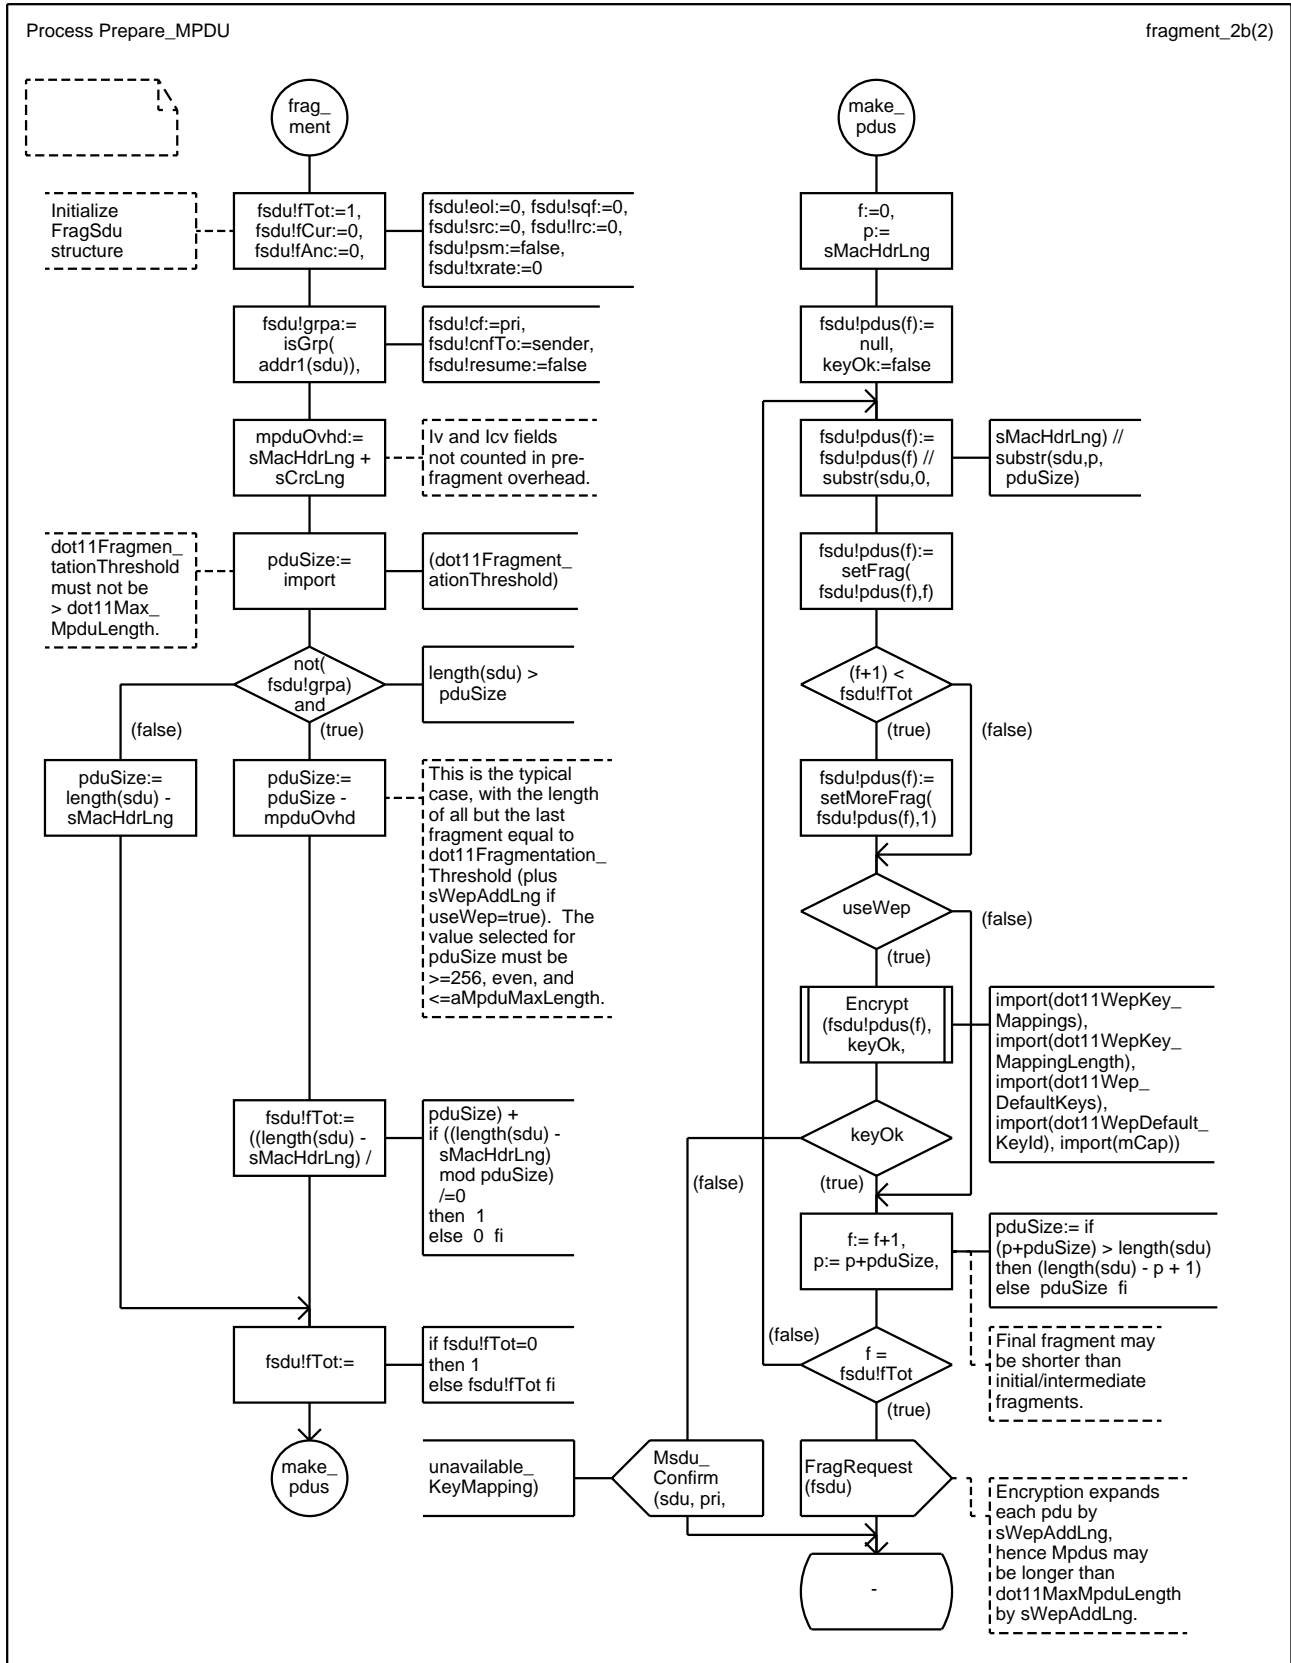 Process Prepare_MPDU
fragment_2b(2)
frag_
ment
Initialize
FragSdu
structure
fsdu!fTot:=1,
fsdu!fCur:=0,
fsdu!fAnc:=0,
fsdu!eol:=0, fsdu!sqf:=0,
fsdu!src:=0, fsdu!lrc:=0,
fsdu!psm:=false,
fsdu!txrate:=0
fsdu!grpa:=
isGrp(
addr1(sdu)),
fsdu!cf:=pri,
fsdu!cnfTo:=sender,
fsdu!resume:=false
mpduOvhd:=
sMacHdrLng +
sCrcLng
Iv and Icv fields
not counted in pre-
fragment overhead.
dot11Fragmen_
tationThreshold
must not be
> dot11Max_
MpduLength.
pduSize:=
import
(dot11Fragment_
ationThreshold)
not(
fsdu!grpa)
and
length(sdu) >
pduSize
(false)
(true)
pduSize:=
length(sdu) -
sMacHdrLng
pduSize:=
pduSize -
mpduOvhd
This is the typical
case, with the length
of all but the last
fragment equal to
dot11Fragmentation_
Threshold (plus
sWepAddLng if
useWep=true).  The
value selected for
pduSize must be
>=256, even, and
<=aMpduMaxLength.
fsdu!fTot:=
((length(sdu) -
sMacHdrLng) /
pduSize) +
if ((length(sdu) -
sMacHdrLng)
mod pduSize)
/=0
then  1
else  0  fi
fsdu!fTot:=
if fsdu!fTot=0
then 1
else fsdu!fTot fi
make_
pdus
make_
pdus
f:=0,
p:=
sMacHdrLng
fsdu!pdus(f):=
null,
keyOk:=false
fsdu!pdus(f):=
fsdu!pdus(f) //
substr(sdu,0,
sMacHdrLng) //
substr(sdu,p,
pduSize)
fsdu!pdus(f):=
setFrag(
fsdu!pdus(f),f)
(f+1) <
fsdu!fTot
(true)
(false)
fsdu!pdus(f):=
setMoreFrag(
fsdu!pdus(f),1)
useWep
(false)
(true)
Encrypt
(fsdu!pdus(f),
keyOk,
import(dot11WepKey_
Mappings),
import(dot11WepKey_
MappingLength),
import(dot11Wep_
DefaultKeys),
import(dot11WepDefault_
KeyId), import(mCap))
keyOk
(false)
(true)
f:= f+1,
p:= p+pduSize,
pduSize:= if
(p+pduSize) > length(sdu)
then (length(sdu) - p + 1)
else  pduSize  fi
(false)
f =
fsdu!fTot
(true)
Final fragment may
be shorter than
initial/intermediate
fragments.
unavailable_
KeyMapping)
Msdu_
Confirm
(sdu, pri,
FragRequest
(fsdu)
Encryption expands
each pdu by
sWepAddLng,
hence Mpdus may
be longer than
dot11MaxMpduLength
by sWepAddLng.
-